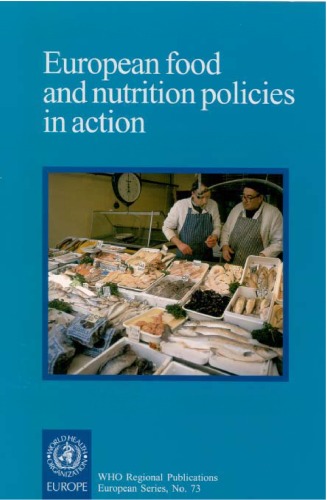 European food
and nutrition policies
in action
WORLD HEALTH
ORGANIZATION
EUROPE
WHO Regional Publications
European Series, No. 73